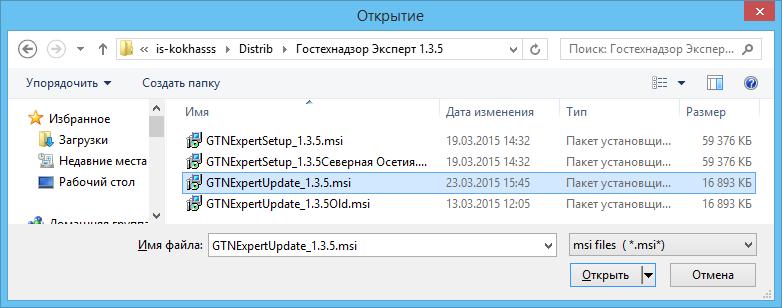 Открытие
« is-kokhasss Distrib Гостехнадзор Эксперт 1.3.5
Поиск: Гостехнадзор Экспер...
Упорядочить Создать папку
Имя Дата изменения Тип Размер
Избранное
Загрузки
Недавние места
Рабочий стол
GTNExpertSetup_1.3.5.msi 19.03.2015 14:32 Пакет установщи... 59 376 КБ
GTNExpertSetup_1.3.5Северная Осетия.... 19.03.2015 14:32 Пакет установщи... 59 376 КБ
GTNExpertUpdate_1.3.5.msi 23.03.2015 15:45 Пакет установщи... 16 893 КБ
GTNExpertUpdate_1.3.5Old.msi 13.03.2015 12:05 Пакет установщи... 16 893 КБ
Домашняя группа
Имя файла: GTNExpertUpdate_1.3.5.msi msi files ( *.msi*)
Открыть Отмена